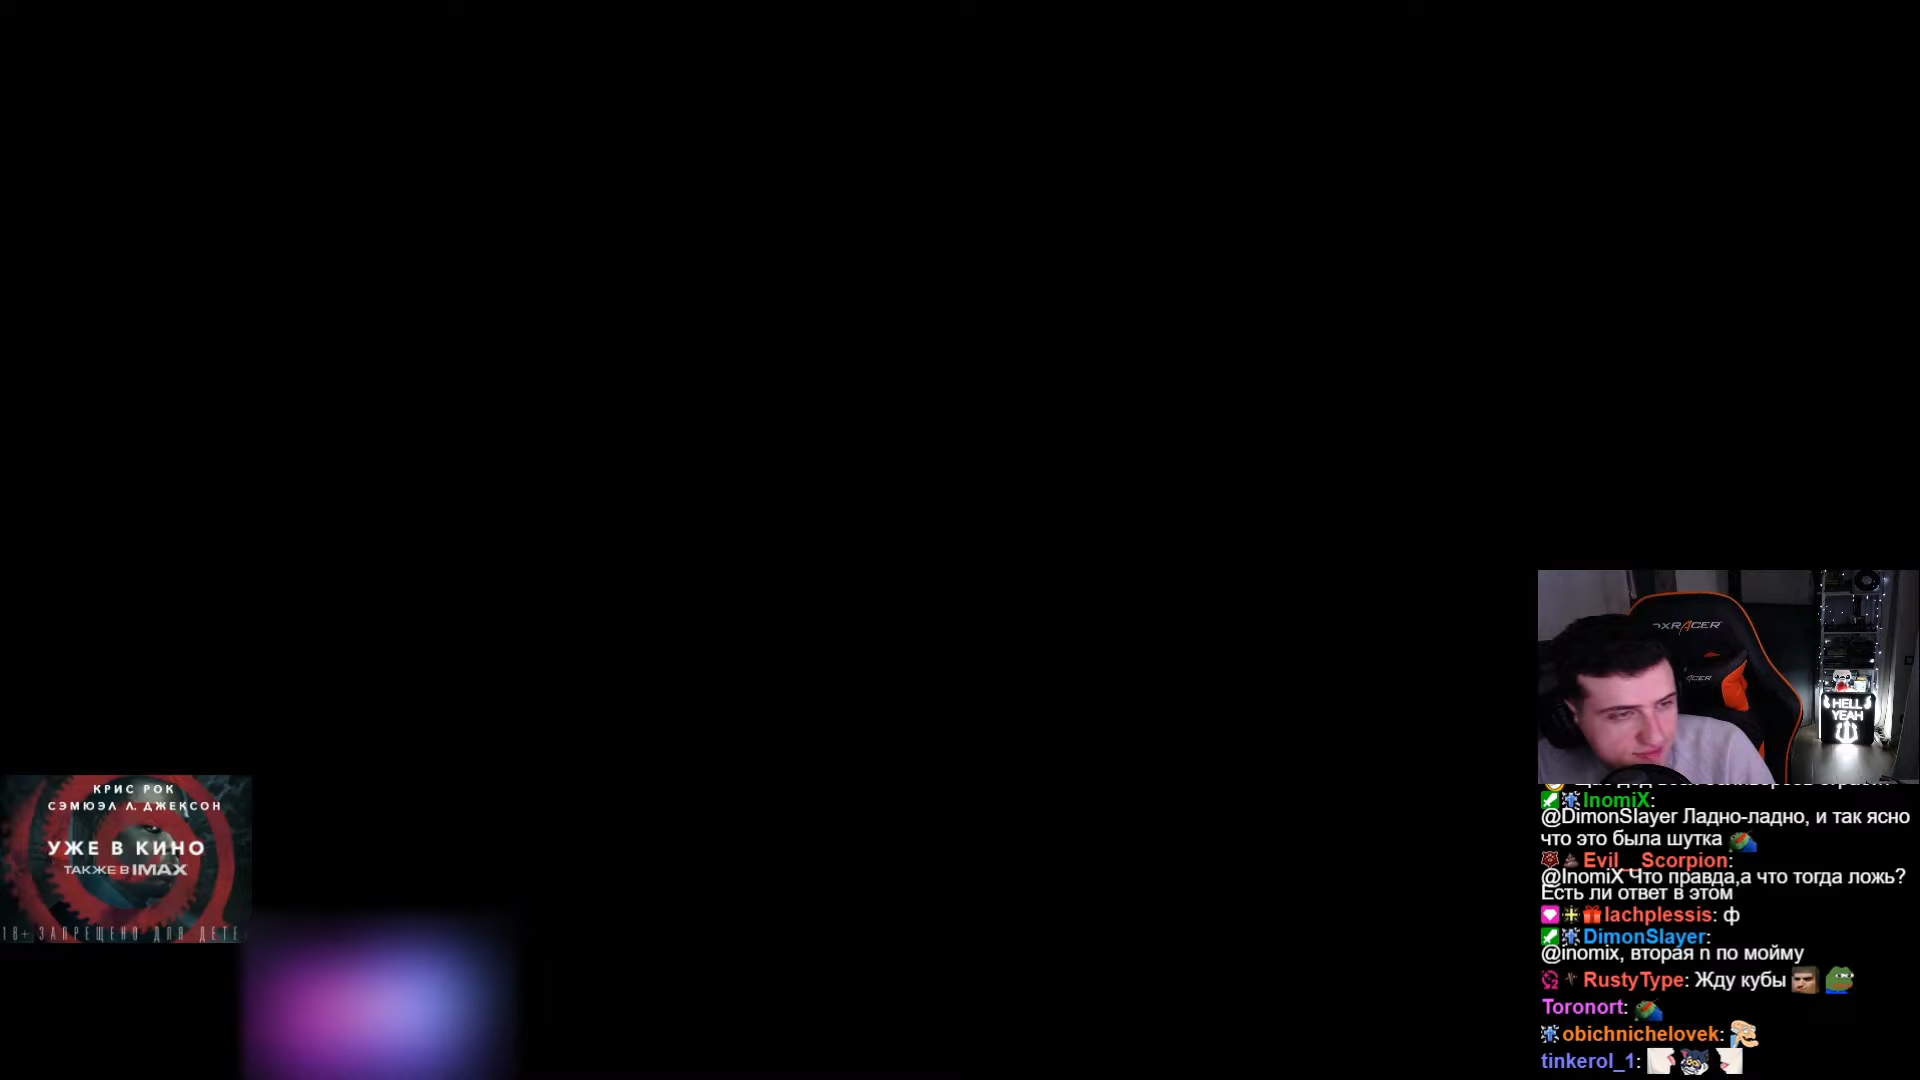 КРИС РОК
СЭМЮЭЛ Л. ДЖЕКСОН
УЖЕ В КИНО
ТАКЖЕ В IMAX
18+ ЗАПРЕЩЕНО ДЛЯ ДЕТЕ
DXRACER
HELL
YEAH
InomiX:
@DimonSlayer Ладно-ладно, и так ясно
что это была шутка
Evil__Scorpion:
@InomiX Что правда,а что тогда ложь?
Есть ли ответ в этом
lachplessis: ф
DimonSlayer:
@inomix, вторая n по мойму
RustyType: Жду кубы
Toronort:
obichnichelovek:
tinkerol_1: